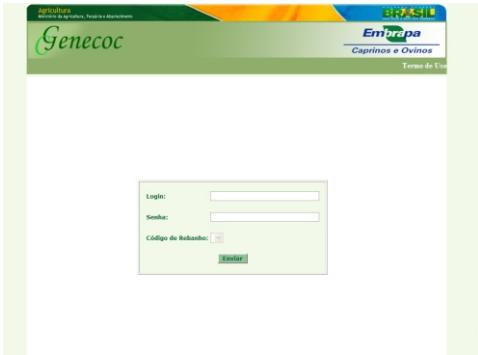 Agricultura
Ministério da Agricultura, Pecuária e Abastecimento
BRASIL
Genecoc
Embrapa
Caprinos e Ovinos
Termo de Uso
Login:
Senha:
Código do Rebanho:
Enviar